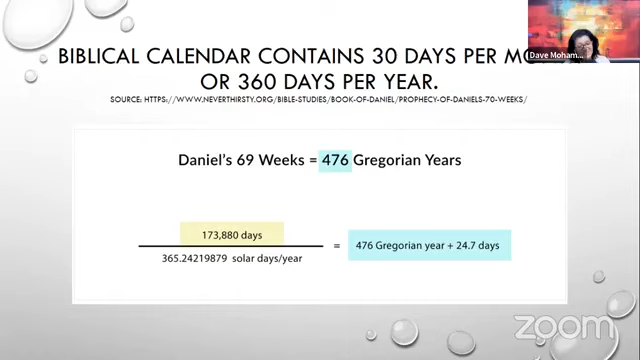 BIBLICAL CALENDAR CONTAINS 30 DAYS PER
OR 360 DAYS PER YEAR.
SOURCE: HTTPS://WWW.NEVERTHIRSTY.ORG/BIBLE-STUDIES/BOOK-OF-DANIEL/PROPHECY-OF-DANIELS-70-WEEKS/
Dave Moham...
Daniel's 69 Weeks = 476 Gregorian Years
173,880 days
365.24219879 solar days/year
= 476 Gregorian year + 24.7 days
zoom